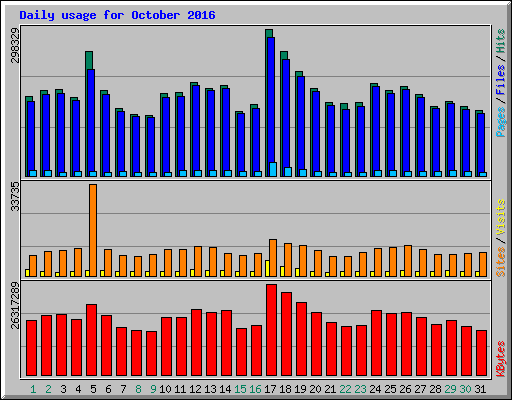 Daily usage for October 2016
298329
Pages / Files / Hits
33735
Sites / Visits
26317289
KBytes
1 2 3 4 5 6 7 8 9 10 11 12 13 14 15 16 17 18 19 20 21 22 23 24 25 26 27 28 29 30 31